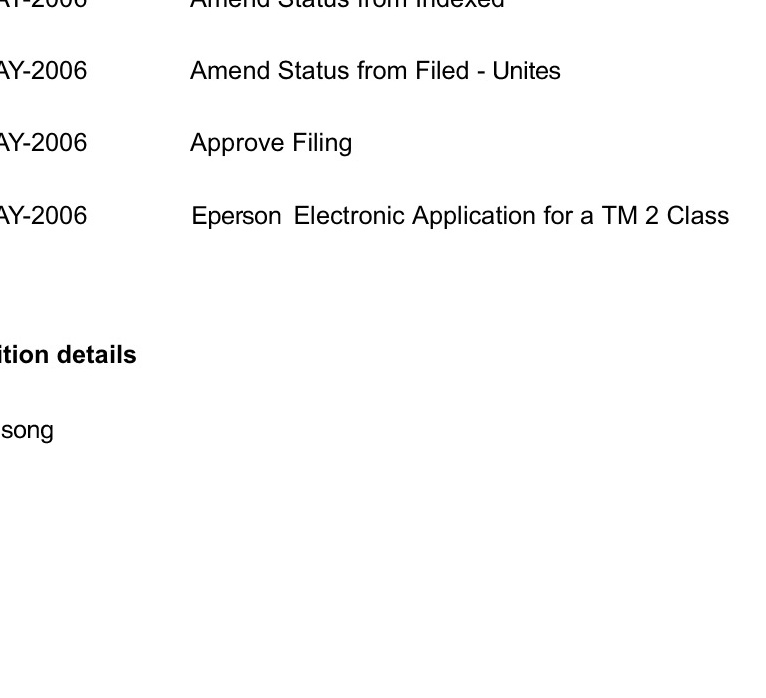 AY-2006 Amend Status from Indexed
AY-2006 Amend Status from Filed - Unites
AY-2006 Approve Filing
AY-2006 Eperson Electronic Application for a TM 2 Class
ition details
song